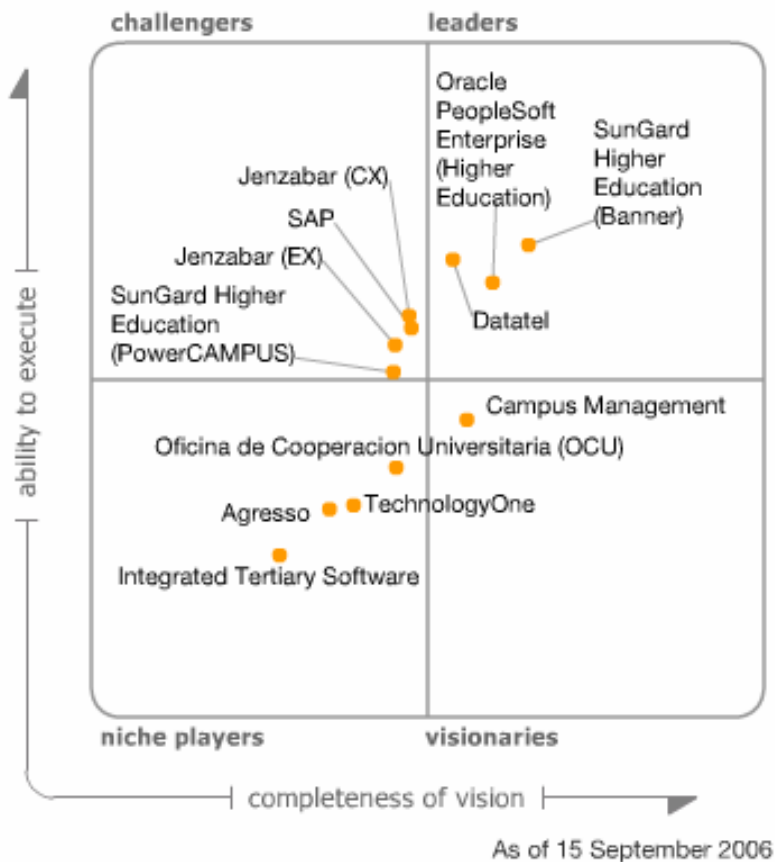 challengers
leaders
Oracle
PeopleSoft
Enterprise
(Higher
Education)
SunGard
Higher
Education
(Banner)
Jenzabar (CX)
SAP
Jenzabar (EX)
SunGard Higher
Education
(PowerCAMPUS)
Datatel
ability to execute
Campus Management
Oficina de Cooperacion Universitaria (OCU)
Agresso
TechnologyOne
Integrated Tertiary Software
niche players
visionaries
completeness of vision
As of 15 September 2006